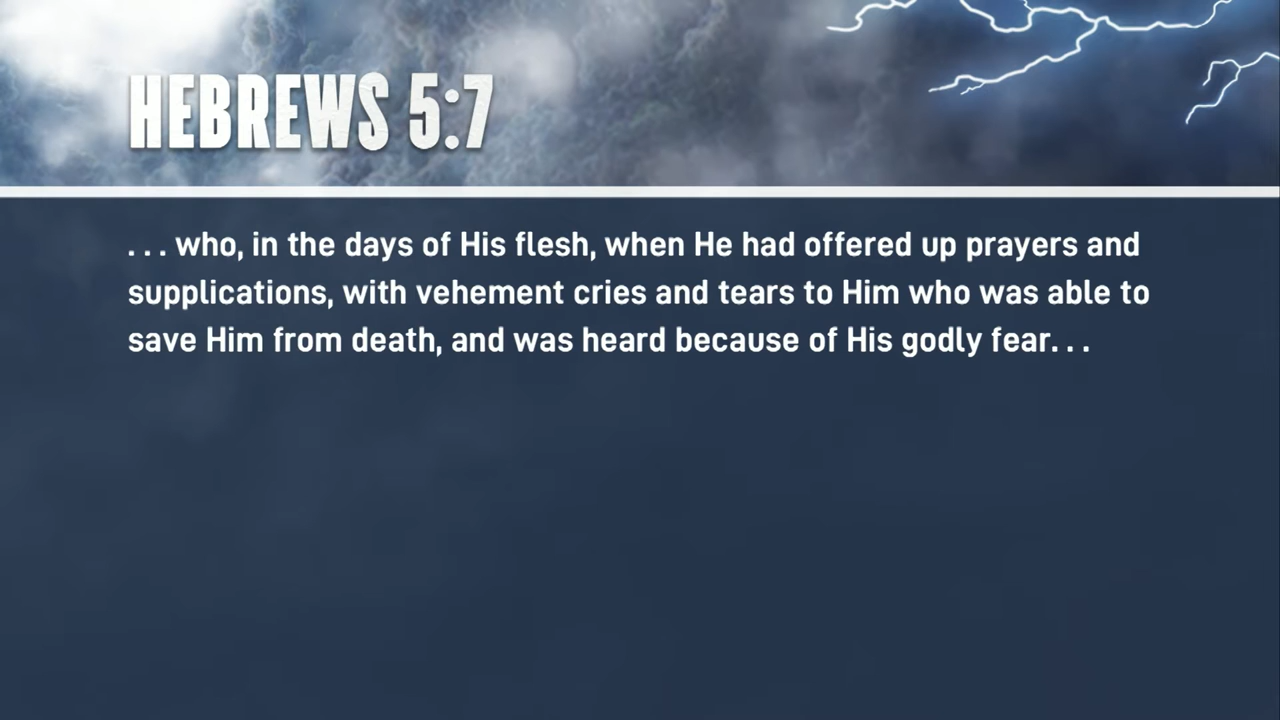 HEBREWS 5:7
. . . who, in the days of His flesh, when He had offered up prayers and
supplications, with vehement cries and tears to Him who was able to
save Him from death, and was heard because of His godly fear. . .